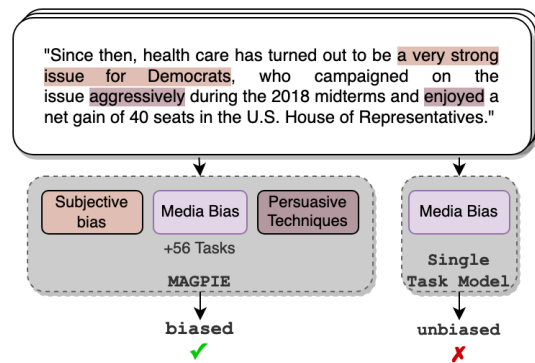 "Since then, health care has turned out to be a very strong
issue for Democrats, who campaigned on the
issue aggressively during the 2018 midterms and enjoyed a
net gain of 40 seats in the U.S. House of Representatives."
Subjective
bias
Media Bias
Persuasive
Techniques
+56 Tasks
MAGPIE
biased
✓
Media Bias
Single
Task Model
unbiased
✗